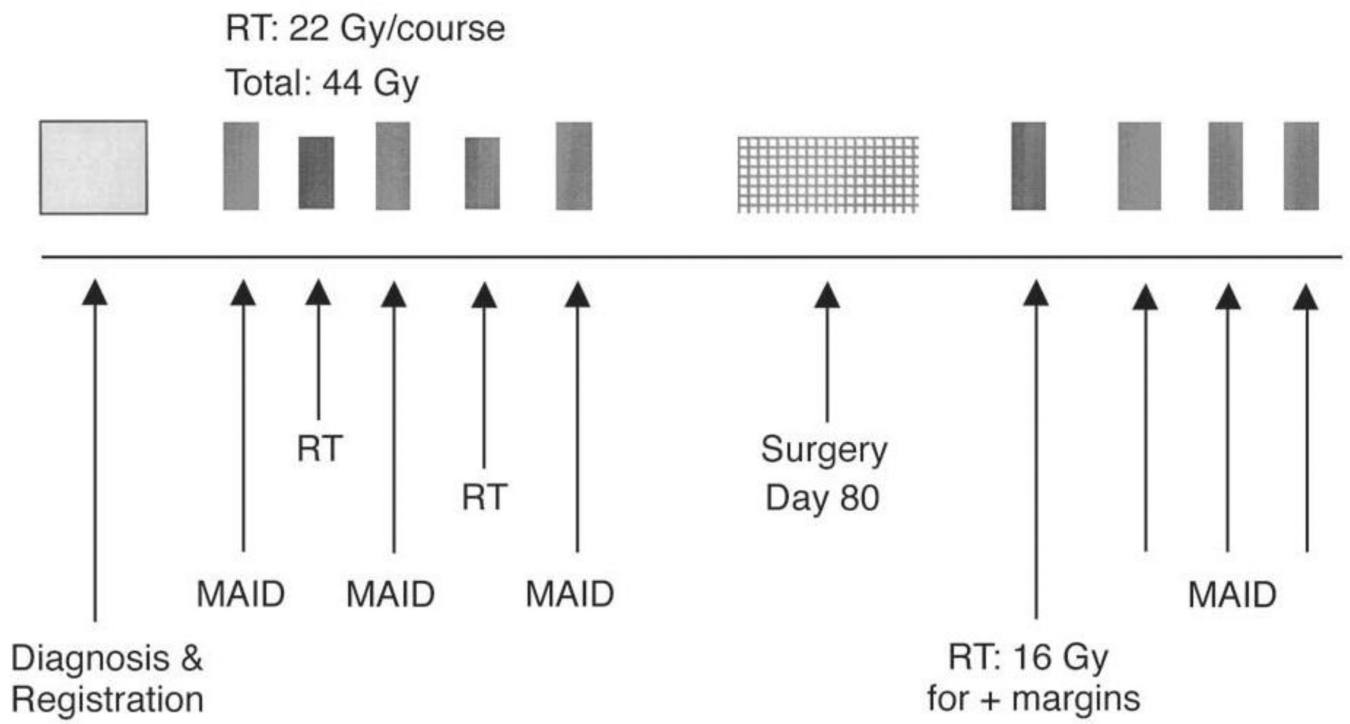 RT: 22 Gy/course
Total: 44 Gy
RT
RT
Surgery
Day 80
MAID
MAID
MAID
MAID
Diagnosis &
Registration
RT: 16 Gy
for + margins